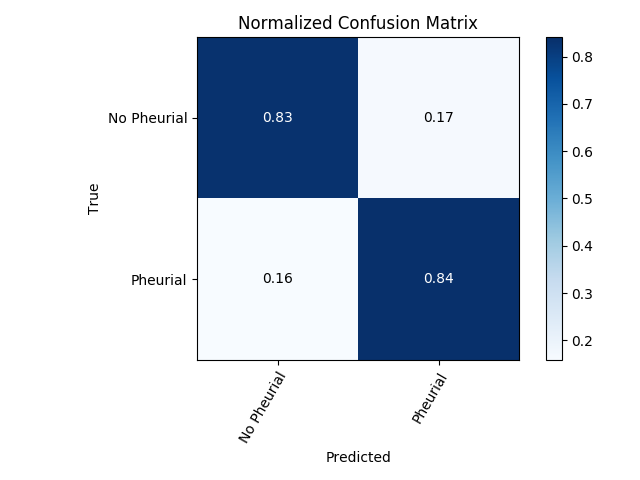 Normalized Confusion Matrix
No Pheurial
0.83
0.17
Pheurial
0.16
0.84
True
No Pheurial
Pheurial
Predicted
0.8
0.7
0.6
0.5
0.4
0.3
0.2